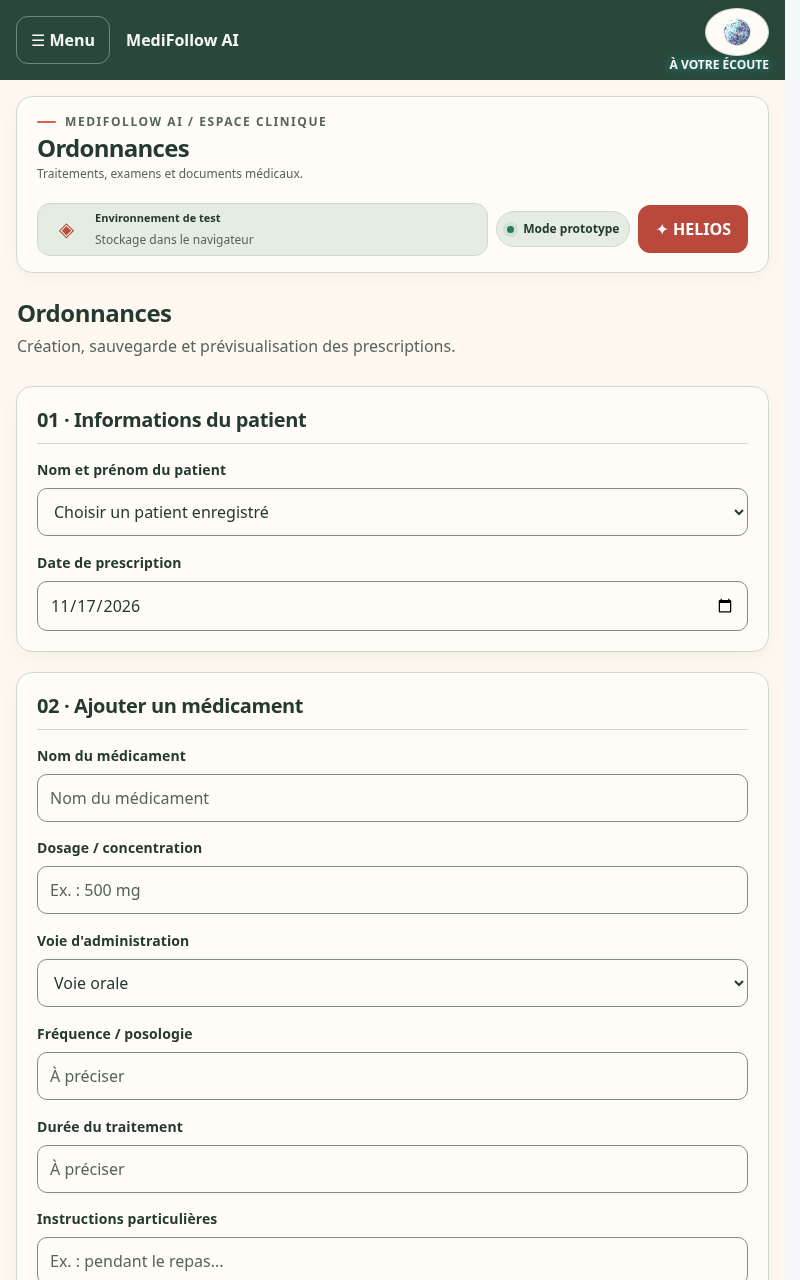 ☰ Menu
MediFollow AI
À VOTRE ÉCOUTE
MEDIFOLLOW AI / ESPACE CLINIQUE
Ordonnances
Traitements, examens et documents médicaux.
Environnement de test
Stockage dans le navigateur
Mode prototype
✦ HELIOS
Ordonnances
Création, sauvegarde et prévisualisation des prescriptions.
01 · Informations du patient
Nom et prénom du patient
Choisir un patient enregistré
Date de prescription
11/17/2026
02 · Ajouter un médicament
Nom du médicament
Nom du médicament
Dosage / concentration
Ex. : 500 mg
Voie d'administration
Voie orale
Fréquence / posologie
À préciser
Durée du traitement
À préciser
Instructions particulières
Ex. : pendant le repas...